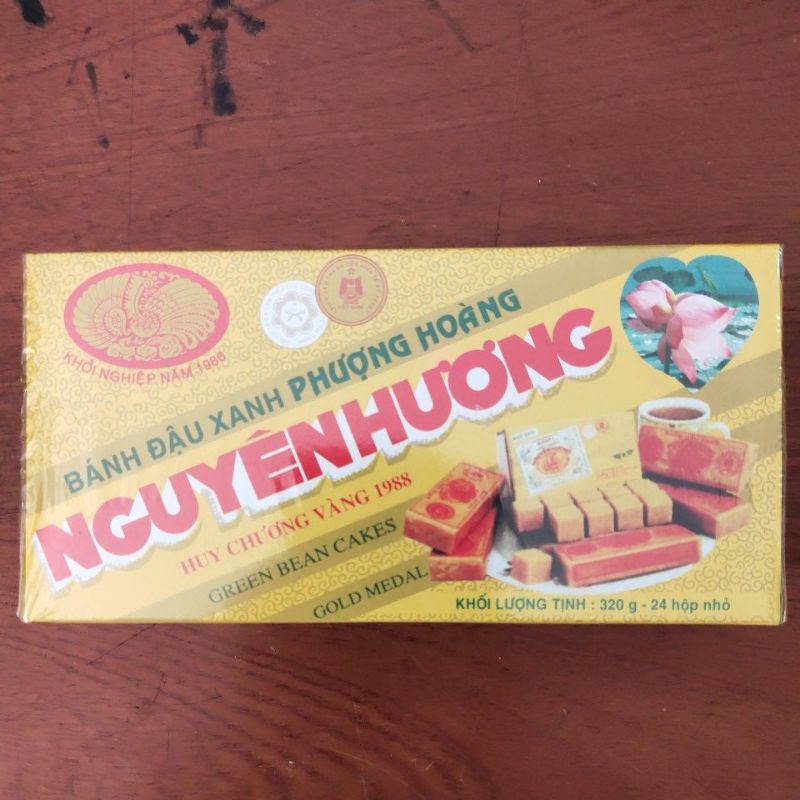 KHỞI NGHIỆP NĂM 1986
BÁNH ĐẬU XANH PHƯỢNG HOÀNG
NGUYÊN HƯƠNG
HUY CHƯƠNG VÀNG 1988
GREEN BEAN CAKES
GOLD MEDAL
KHỐI LƯỢNG TỊNH : 320 g - 24 hộp nhỏ